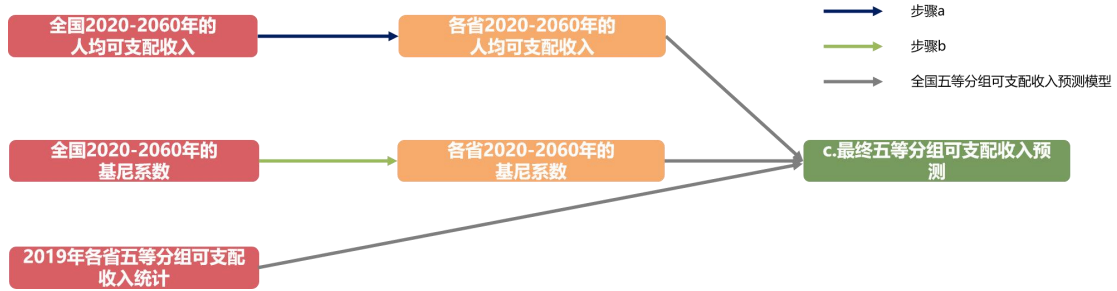 全国2020-2060年的
人均可支配收入
各省2020-2060年的
人均可支配收入
步骤a
步骤b
全国五等分组可支配收入预测模型
全国2020-2060年的
基尼系数
各省2020-2060年的
基尼系数
c.最终五等分组可支配收入预
测
2019年各省五等分组可支配
收入统计